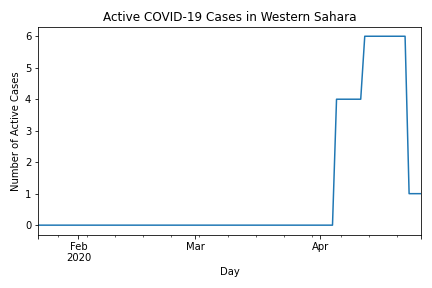 Active COVID-19 Cases in Western Sahara
6
5
4
3
2
1
0
Number of Active Cases
Feb Mar Apr
2020
Day